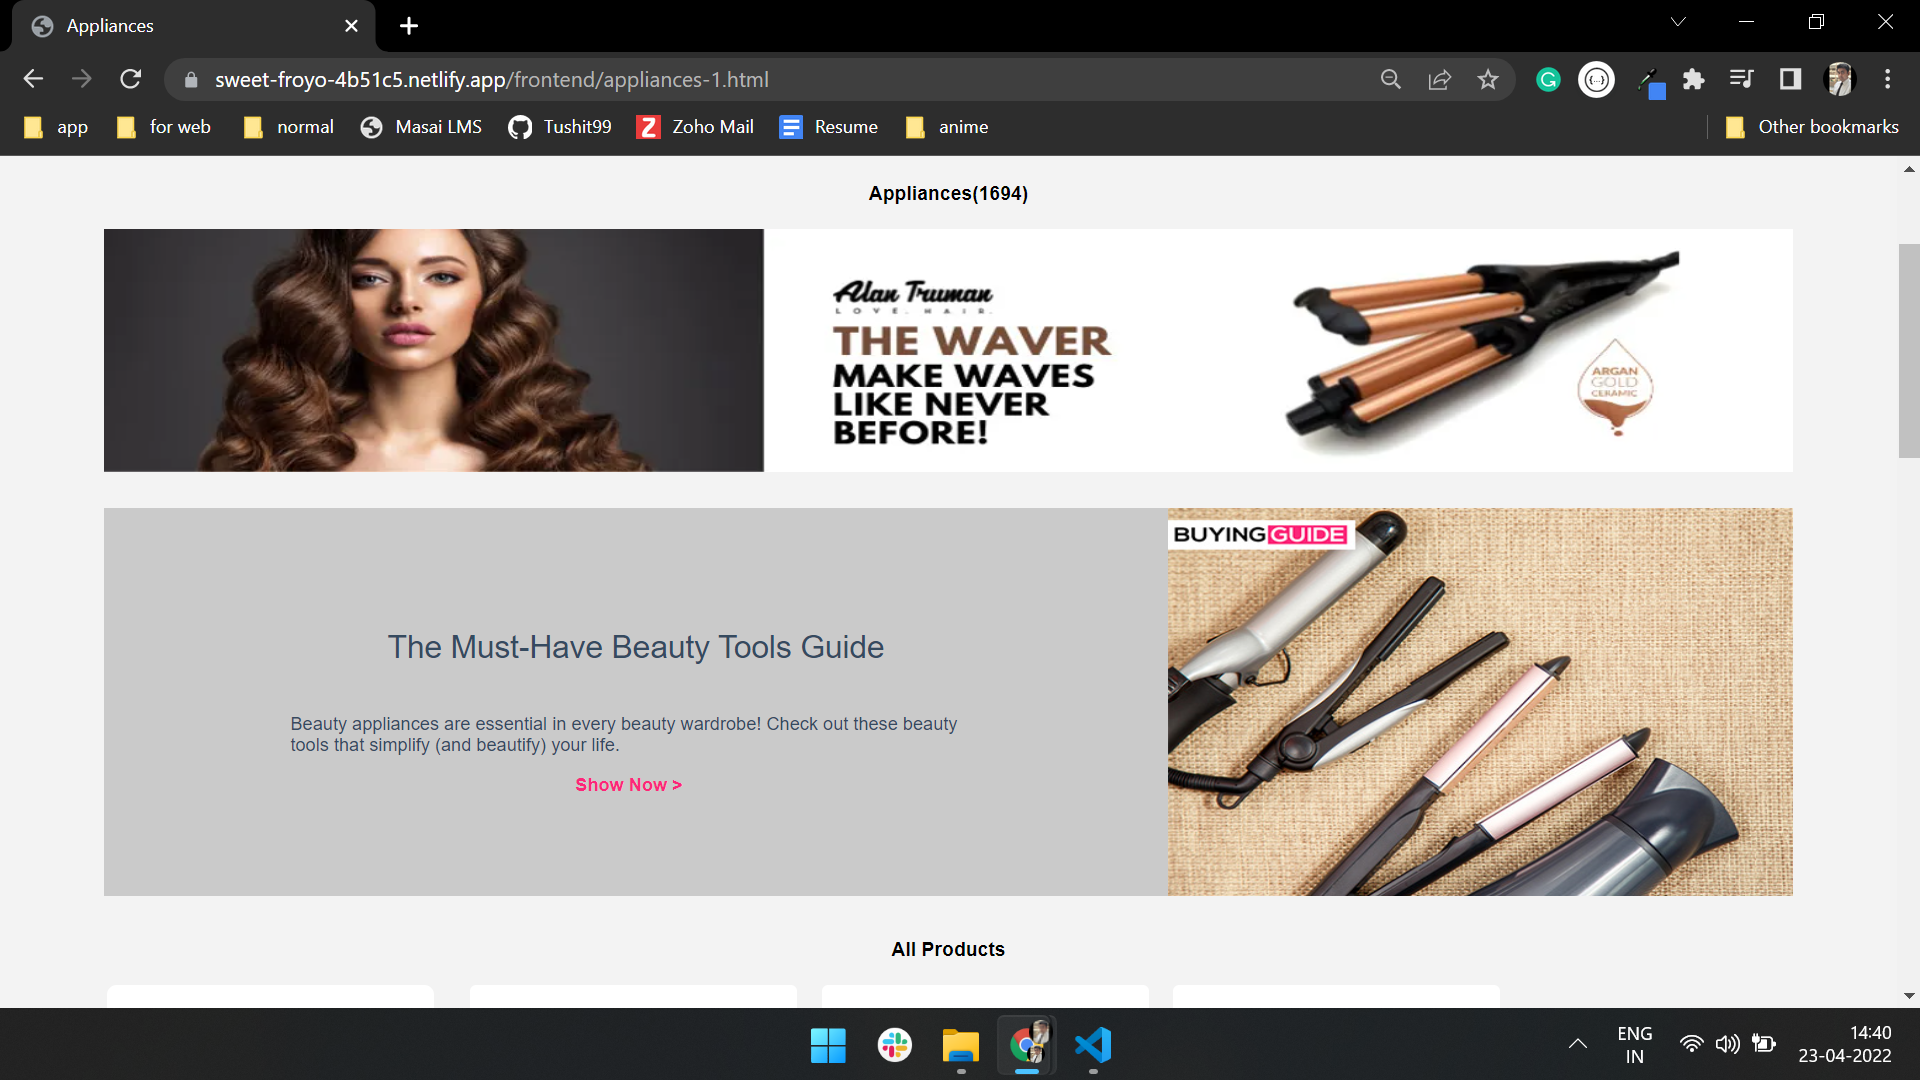 Appliances
sweet-froyo-4b51c5.netlify.app/frontend/appliances-1.html
app
for web
normal
Masai LMS
Tushit99
Zoho Mail
Resume
anime
Other bookmarks
Appliances(1694)
Alan Truman
LOVE. HAIR.
THE WAVER
MAKE WAVES
LIKE NEVER
BEFORE!
ARGAN
GOLD
CERAMIC
BUYING GUIDE
The Must-Have Beauty Tools Guide
Beauty appliances are essential in every beauty wardrobe! Check out these beauty
tools that simplify (and beautify) your life.
Show Now >
All Products
ENG
IN
14:40
23-04-2022